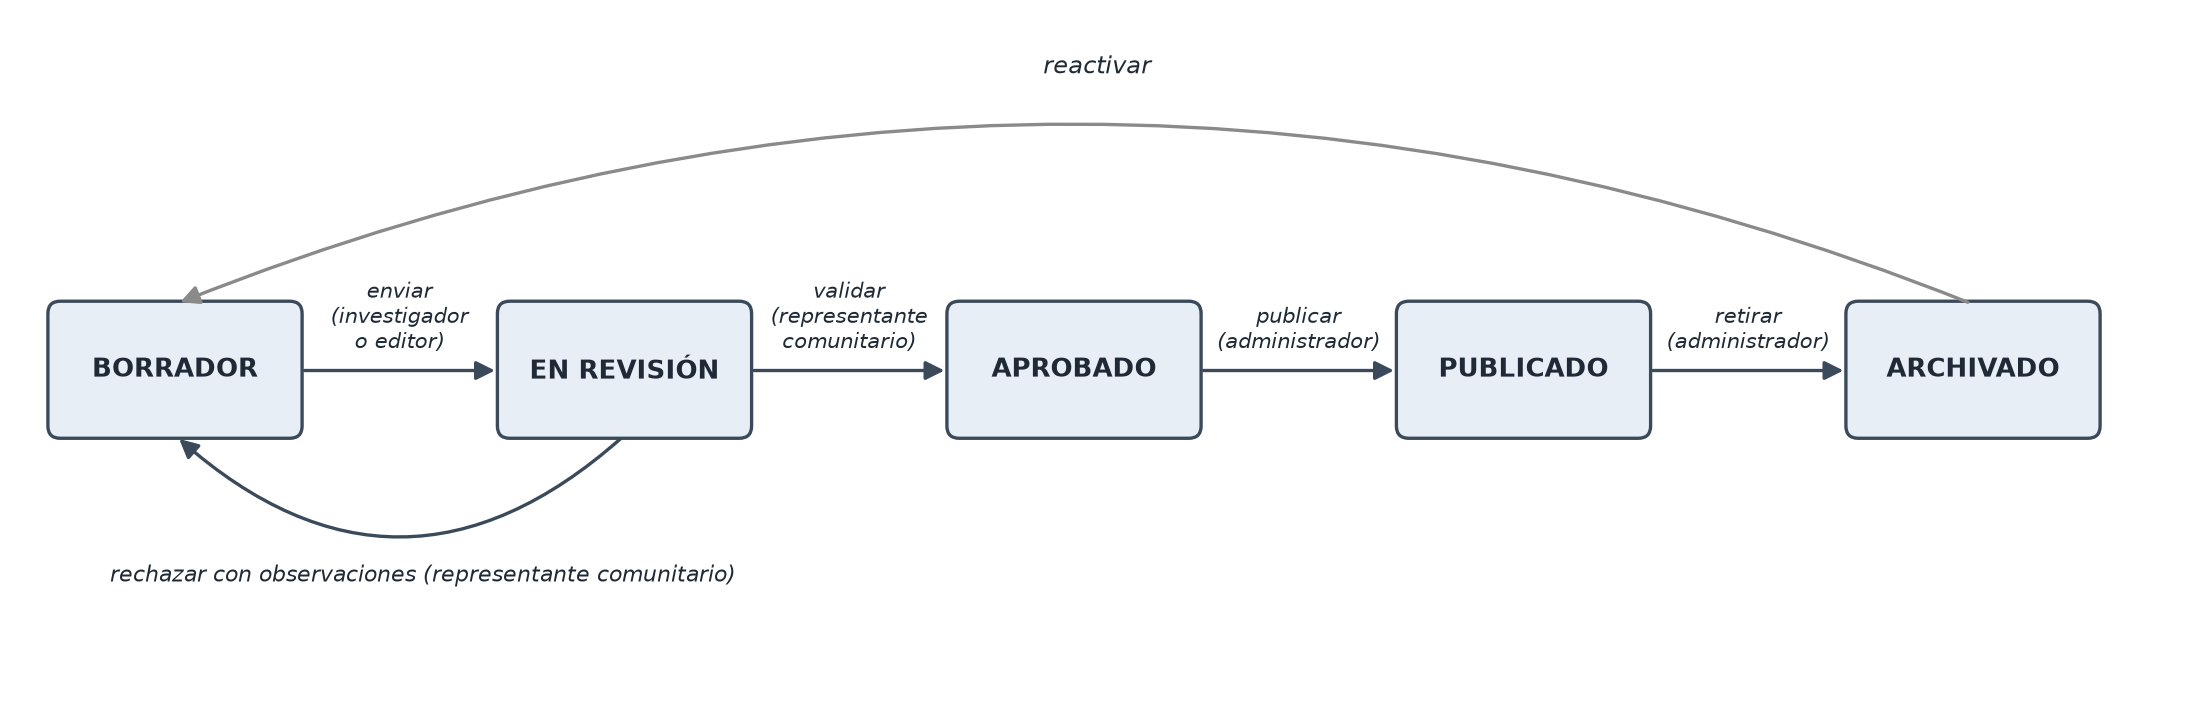 reactivar
enviar
(investigador
o editor)
validar
(representante
comunitario)
publicar
(administrador)
retirar
(administrador)
BORRADOR
EN REVISIÓN
APROBADO
PUBLICADO
ARCHIVADO
rechazar con observaciones (representante comunitario)